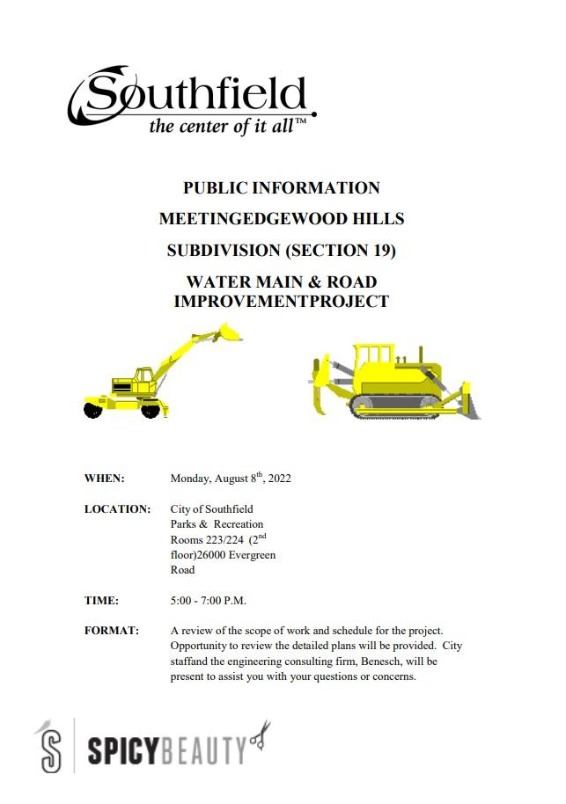 Southfield
the center of it all™
PUBLIC INFORMATION
MEETINGEDGEWOOD HILLS
SUBDIVISION (SECTION 19)
WATER MAIN & ROAD
IMPROVEMENTPROJECT
WHEN: Monday, August 8th, 2022
LOCATION: City of Southfield
Parks & Recreation
Rooms 223/224 (2nd
floor)26000 Evergreen
Road
TIME: 5:00 - 7:00 P.M.
FORMAT: A review of the scope of work and schedule for the project.
Opportunity to review the detailed plans will be provided. City
staffand the engineering consulting firm, Benesch, will be
present to assist you with your questions or concerns.
S SPICYBEAUTY